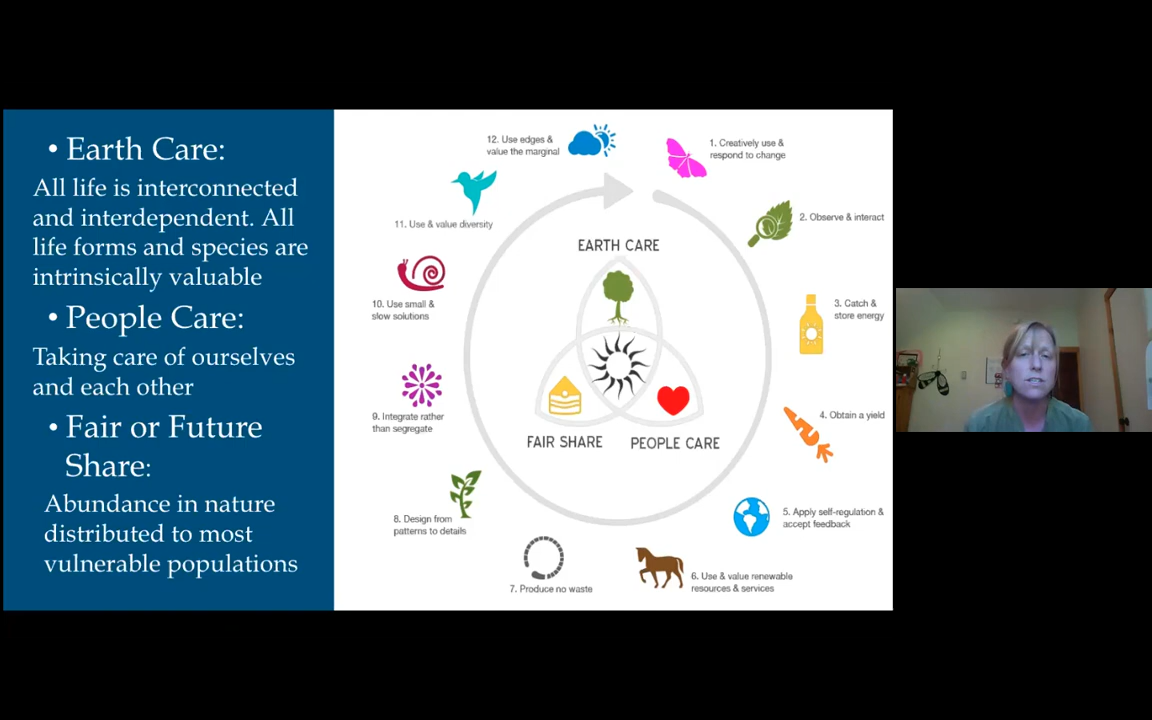 • Earth Care:
All life is interconnected
and interdependent. All
life forms and species are
intrinsically valuable
• People Care:
Taking care of ourselves
and each other
• Fair or Future
Share:
Abundance in nature
distributed to most
vulnerable populations
12. Use edges &
value the marginal
1. Creatively use &
respond to change
2. Observe & interact
3. Catch &
store energy
4. Obtain a yield
5. Apply self-regulation &
accept feedback
6. Use & value renewable
resources & services
7. Produce no waste
8. Design from
patterns to details
9. Integrate rather
than segregate
10. Use small &
slow solutions
11. Use & value diversity
EARTH CARE
FAIR SHARE
PEOPLE CARE